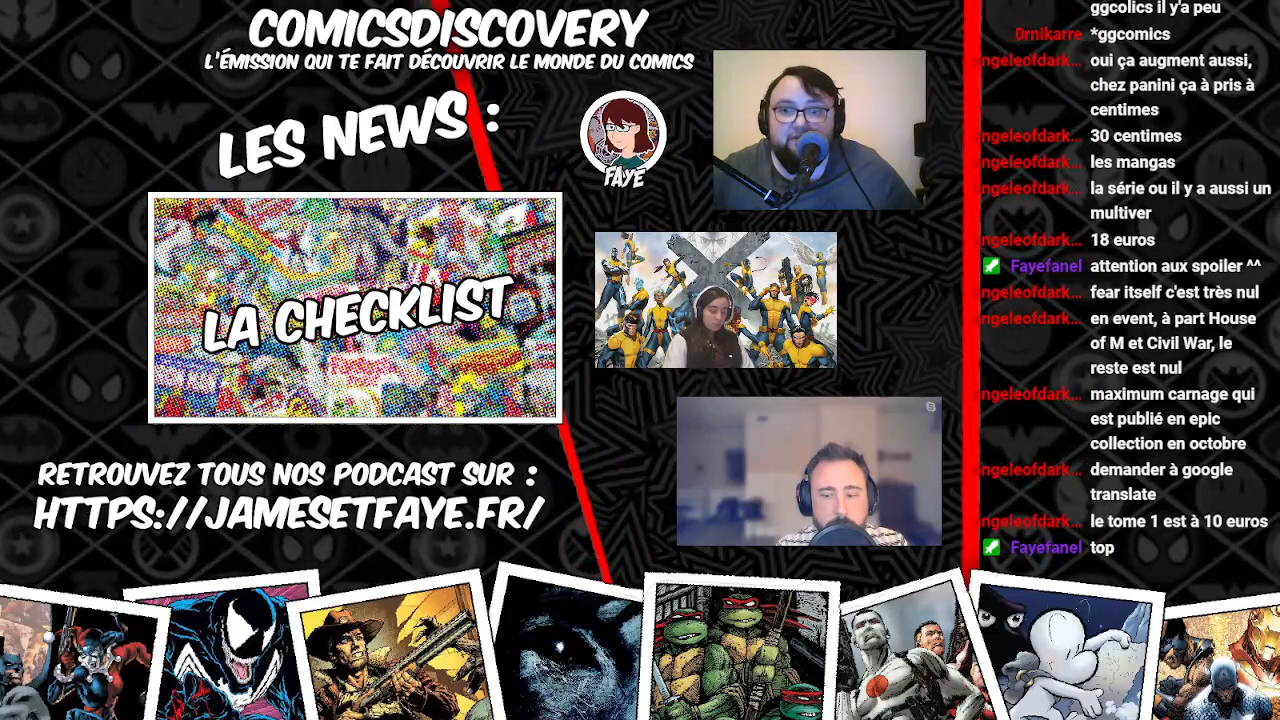 COMICSDISCOVERY
L'ÉMISSION QUI TE FAIT DÉCOUVRIR LE MONDE DU COMICS
LES NEWS :
FAYE
LA CHECKLIST
RETROUVEZ TOUS NOS PODCAST SUR :
HTTPS://JAMESETFAYE.FR/
ggcolics il y'a peu
0rnikarre *ggcomics
ngeleofdark... oui ça augment aussi,
chez panini ça à pris à
centimes
ngeleofdark... 30 centimes
ngeleofdark... les mangas
ngeleofdark... la série ou il y a aussi un
multiver
ngeleofdark... 18 euros
Fayefanel attention aux spoiler ^^
ngeleofdark... fear itself c'est très nul
ngeleofdark... en event, à part House
of M et Civil War, le
reste est nul
ngeleofdark... maximum carnage qui
est publié en epic
collection en octobre
ngeleofdark... demander à google
translate
ngeleofdark... le tome 1 est à 10 euros
Fayefanel top